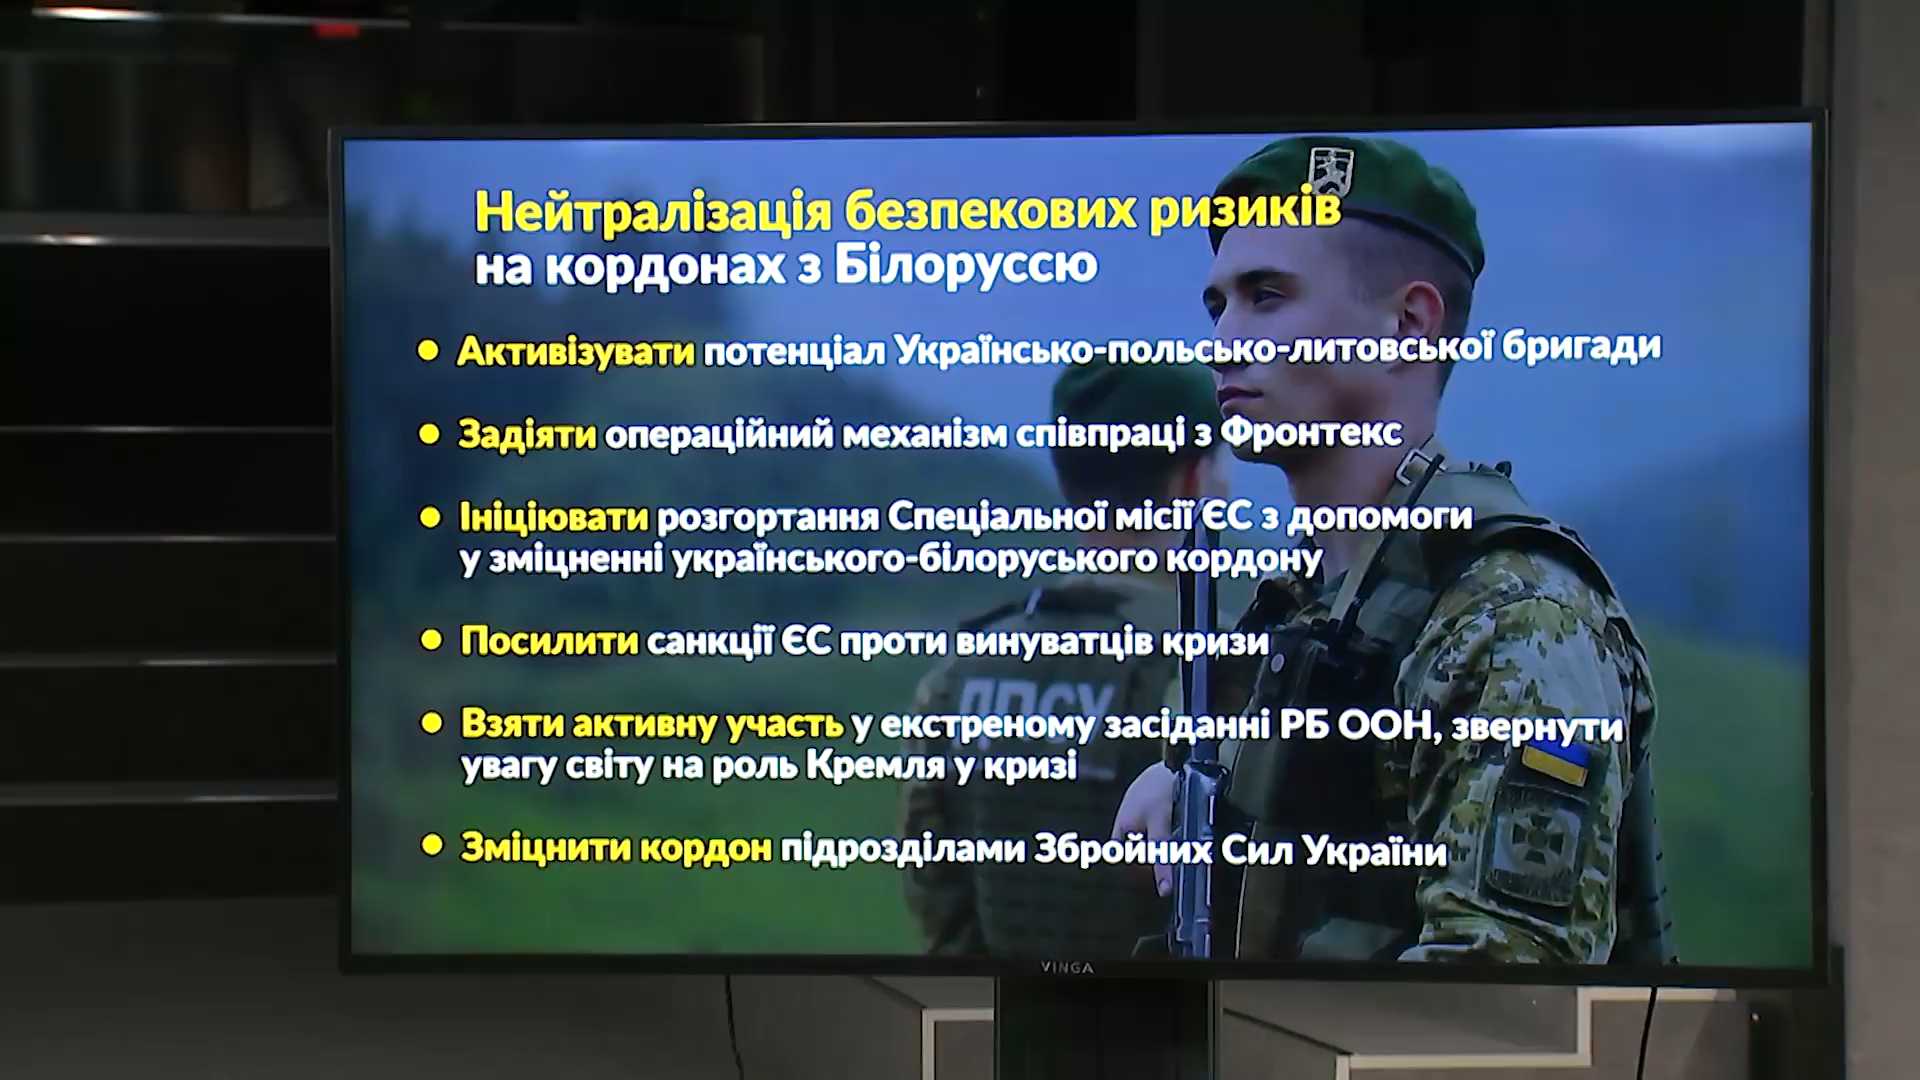 Нейтралізація безпекових ризиків
на кордонах з Білоруссю
Активізувати потенціал Українсько-польсько-литовської бригади
Задіяти операційний механізм співпраці з Фронтекс
Ініціювати розгортання Спеціальної місії ЄС з допомоги
у зміцненні українського-білоруського кордону
Посилити санкції ЄС проти винуватців кризи
Взяти активну участь у екстреному засіданні РБ ООН, звернути
увагу світу на роль Кремля у кризі
Зміцнити кордон підрозділами Збройних Сил України
ДПСУ
VINGA